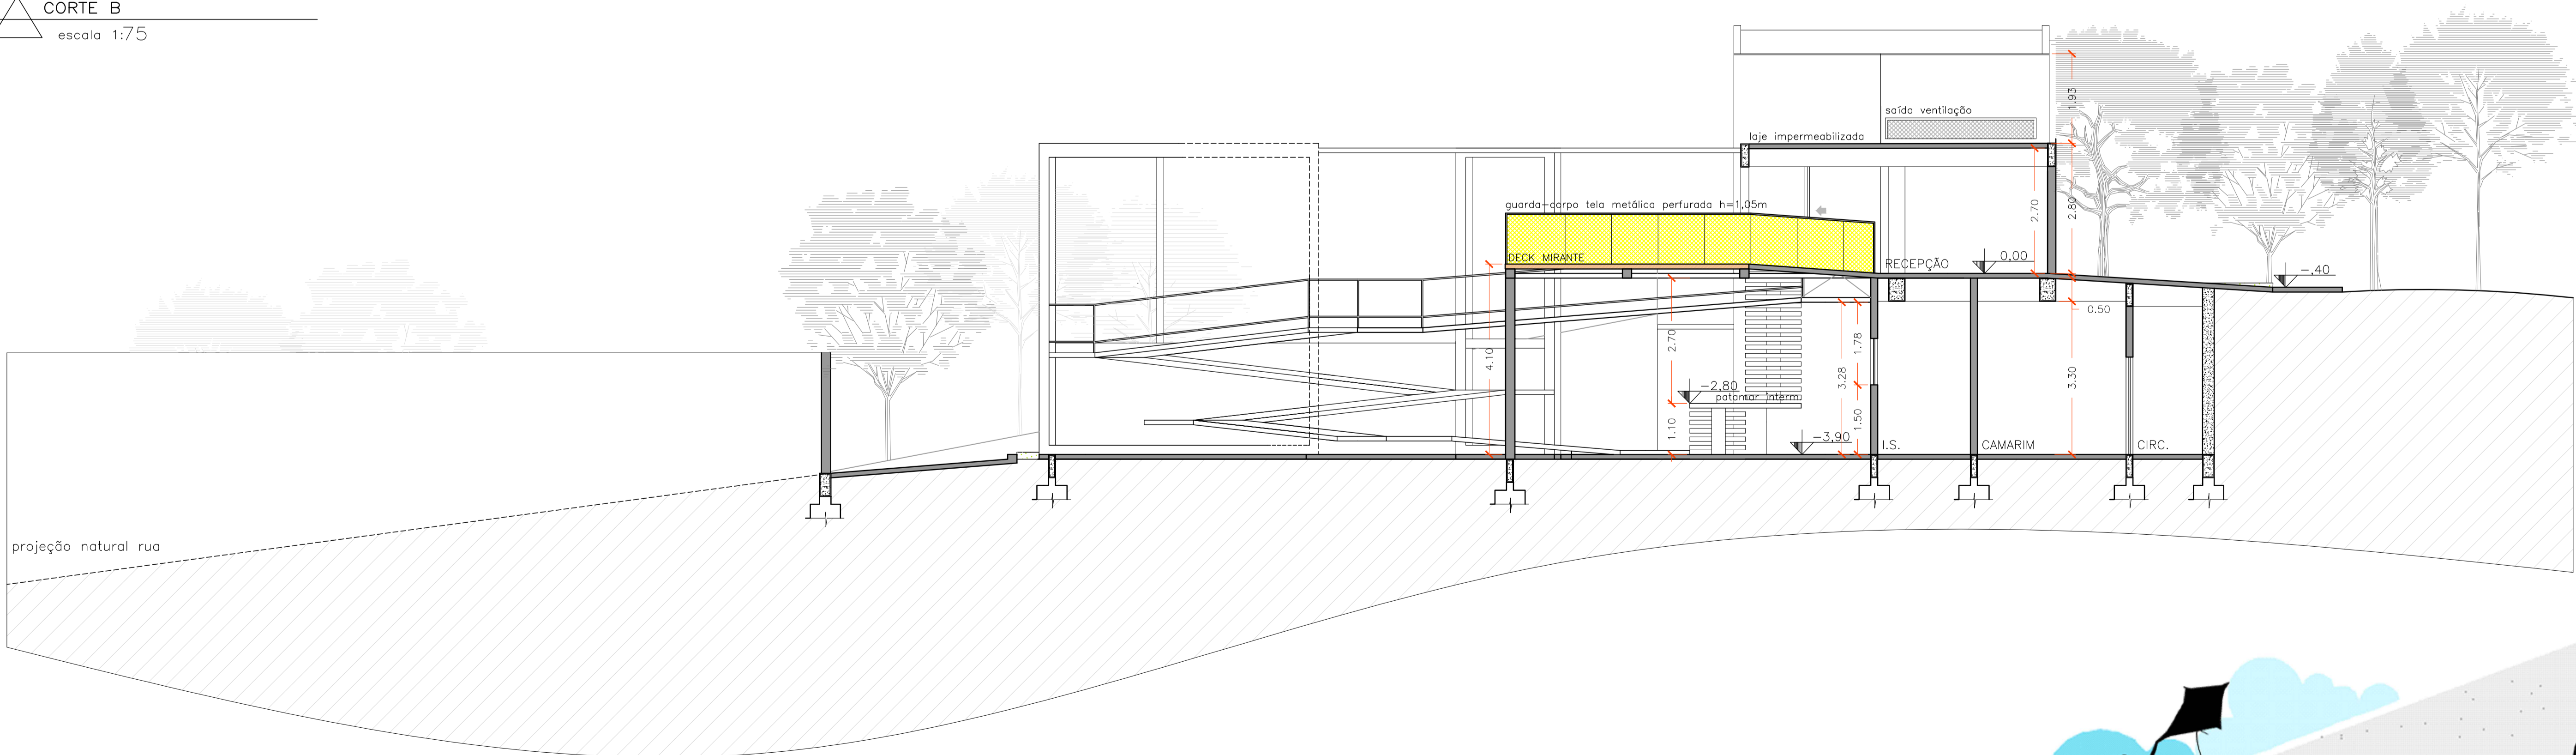 CORTE B
escala 1:75
saída ventilação
laje impermeabilizada
1.93
guarda-corpo tela metálica perfurada h=1,05m
2.70
2.80
DECK MIRANTE
RECEPÇÃO
0,00
-,40
0.50
4.10
2.70
3.28
1.78
3.30
-2,80
patamar interm.
1.10
1.50
-3,90
I.S.
CAMARIM
CIRC.
projeção natural rua